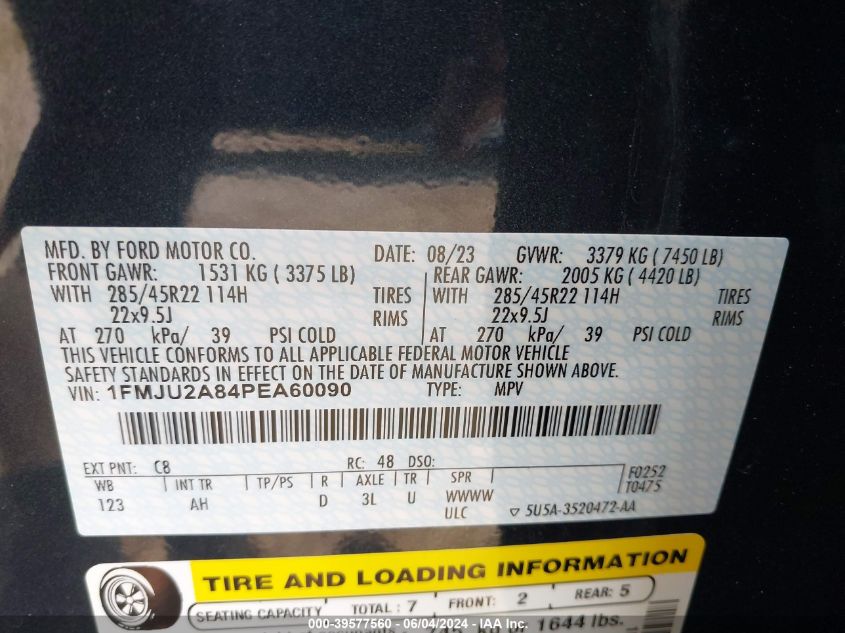 MFD. BY FORD MOTOR CO. DATE: 08/23 GVWR: 3379 KG ( 7450 LB)
FRONT GAWR: 1531 KG ( 3375 LB) REAR GAWR: 2005 KG ( 4420 LB)
WITH 285/45R22 114H TIRES WITH 285/45R22 114H TIRES
22x9.5J RIMS 22x9.5J RIMS
AT 270 kPa/ 39 PSI COLD AT 270 kPa/ 39 PSI COLD
THIS VEHICLE CONFORMS TO ALL APPLICABLE FEDERAL MOTOR VEHICLE
SAFETY STANDARDS IN EFFECT ON THE DATE OF MANUFACTURE SHOWN ABOVE.
VIN: 1FMJU2A84PEA60090 TYPE: MPV
EXT PNT: C8 RC: 48 DSO: F0252
WB INT TR TP/PS R AXLE TR SPR T0475
123 AH D 3L U WWWW
ULC ▽ 5U5A-3520472-AA
TIRE AND LOADING INFORMATION
SEATING CAPACITY TOTAL : 7 FRONT: 2 REAR: 5
745 kg or 1644 lbs.
000-39577560 - 06/04/2024 - IAA Inc.